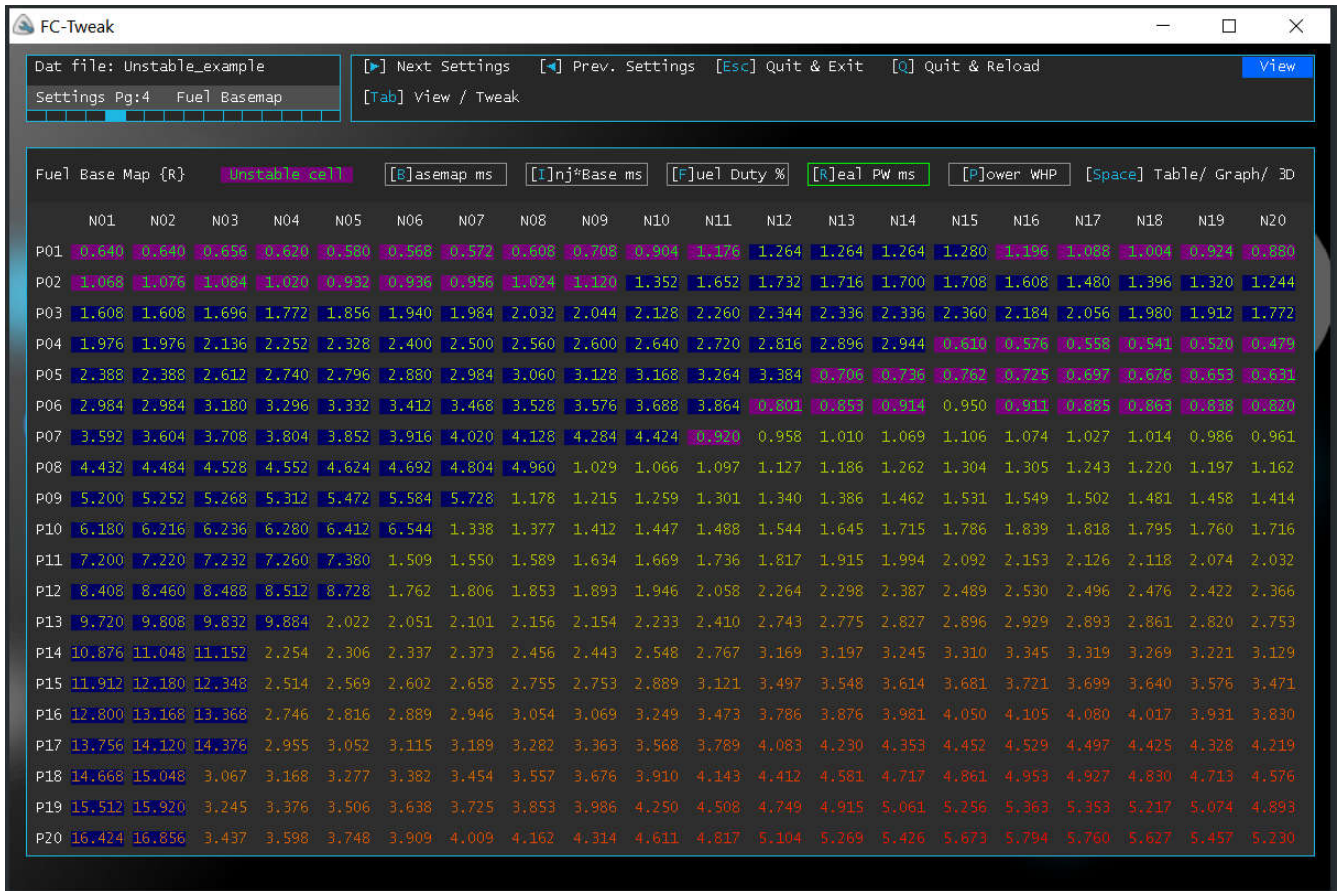 FC-Tweak
Dat file: Unstable_example
Settings Pg:4 Fuel Basemap
[►] Next Settings [◄] Prev. Settings [Esc] Quit & Exit [Q] Quit & Reload View
[Tab] View / Tweak
Fuel Base Map {R} Unstable cell [B]asemap ms [I]nj*Base ms [F]uel Duty % [R]eal PW ms [P]ower WHP [Space] Table/ Graph/ 3D
N01 N02 N03 N04 N05 N06 N07 N08 N09 N10 N11 N12 N13 N14 N15 N16 N17 N18 N19 N20
P01 0.640 0.640 0.656 0.620 0.580 0.568 0.572 0.608 0.708 0.904 1.176 1.264 1.264 1.264 1.280 1.196 1.088 1.004 0.924 0.880
P02 1.068 1.076 1.084 1.020 0.932 0.936 0.956 1.024 1.120 1.352 1.652 1.732 1.716 1.700 1.708 1.608 1.480 1.396 1.320 1.244
P03 1.608 1.608 1.696 1.772 1.856 1.940 1.984 2.032 2.044 2.128 2.260 2.344 2.336 2.336 2.360 2.184 2.056 1.980 1.912 1.772
P04 1.976 1.976 2.136 2.252 2.328 2.400 2.500 2.560 2.600 2.640 2.720 2.816 2.896 2.944 0.610 0.576 0.558 0.541 0.520 0.479
P05 2.388 2.388 2.612 2.740 2.796 2.880 2.984 3.060 3.128 3.168 3.264 3.384 0.706 0.736 0.762 0.725 0.697 0.676 0.653 0.631
P06 2.984 2.984 3.180 3.296 3.332 3.412 3.468 3.528 3.576 3.688 3.864 0.801 0.853 0.914 0.950 0.911 0.885 0.863 0.838 0.820
P07 3.592 3.604 3.708 3.804 3.852 3.916 4.020 4.128 4.284 4.424 0.920 0.958 1.010 1.069 1.106 1.074 1.027 1.014 0.986 0.961
P08 4.432 4.484 4.528 4.552 4.624 4.692 4.804 4.960 1.029 1.066 1.097 1.127 1.186 1.262 1.304 1.305 1.243 1.220 1.197 1.162
P09 5.200 5.252 5.268 5.312 5.472 5.584 5.728 1.178 1.215 1.259 1.301 1.340 1.386 1.462 1.531 1.549 1.502 1.481 1.458 1.414
P10 6.180 6.216 6.236 6.280 6.412 6.544 1.338 1.377 1.412 1.447 1.488 1.544 1.645 1.715 1.786 1.839 1.818 1.795 1.760 1.716
P11 7.200 7.220 7.232 7.260 7.380 1.509 1.550 1.589 1.634 1.669 1.736 1.817 1.915 1.994 2.092 2.153 2.126 2.118 2.074 2.032
P12 8.408 8.460 8.488 8.512 8.728 1.762 1.806 1.853 1.893 1.946 2.058 2.264 2.298 2.387 2.489 2.530 2.496 2.476 2.422 2.366
P13 9.720 9.808 9.832 9.884 2.022 2.051 2.101 2.156 2.154 2.233 2.410 2.743 2.775 2.827 2.896 2.929 2.893 2.861 2.820 2.753
P14 10.876 11.048 11.152 2.254 2.306 2.337 2.373 2.456 2.443 2.548 2.767 3.169 3.197 3.245 3.310 3.345 3.319 3.269 3.221 3.129
P15 11.912 12.180 12.348 2.514 2.569 2.602 2.658 2.755 2.753 2.889 3.121 3.497 3.548 3.614 3.681 3.721 3.699 3.640 3.576 3.471
P16 12.800 13.168 13.368 2.746 2.816 2.889 2.946 3.054 3.069 3.249 3.473 3.786 3.876 3.981 4.050 4.105 4.080 4.017 3.931 3.830
P17 13.756 14.120 14.376 2.955 3.052 3.115 3.189 3.282 3.363 3.568 3.789 4.083 4.230 4.353 4.452 4.529 4.497 4.425 4.328 4.219
P18 14.668 15.048 3.067 3.168 3.277 3.382 3.454 3.557 3.676 3.910 4.143 4.412 4.581 4.717 4.861 4.953 4.927 4.830 4.713 4.576
P19 15.512 15.920 3.245 3.376 3.506 3.638 3.725 3.853 3.986 4.250 4.508 4.749 4.915 5.061 5.256 5.363 5.353 5.217 5.074 4.893
P20 16.424 16.856 3.437 3.598 3.748 3.909 4.009 4.162 4.314 4.611 4.817 5.104 5.269 5.426 5.673 5.794 5.760 5.627 5.457 5.230